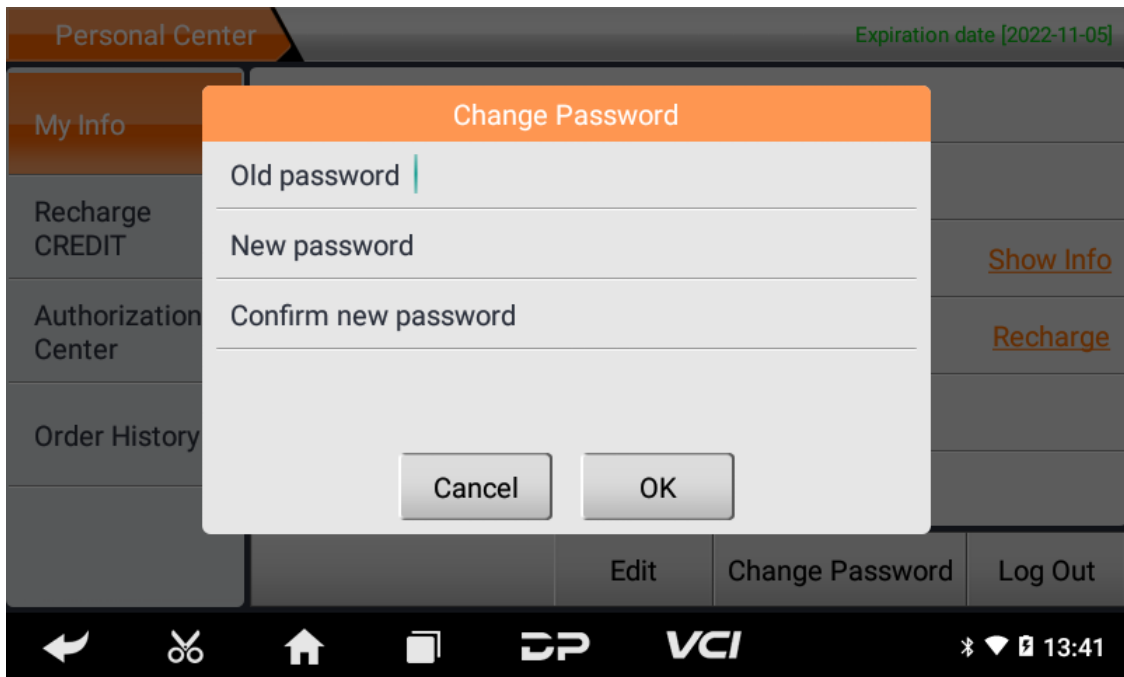 Personal Center
Expiration date [2022-11-05]
My Info
Recharge
CREDIT
Authorization
Center
Order History
Change Password
Old password
New password
Confirm new password
Cancel
OK
Show Info
Recharge
Edit
Change Password
Log Out
DP
VCI
13:41